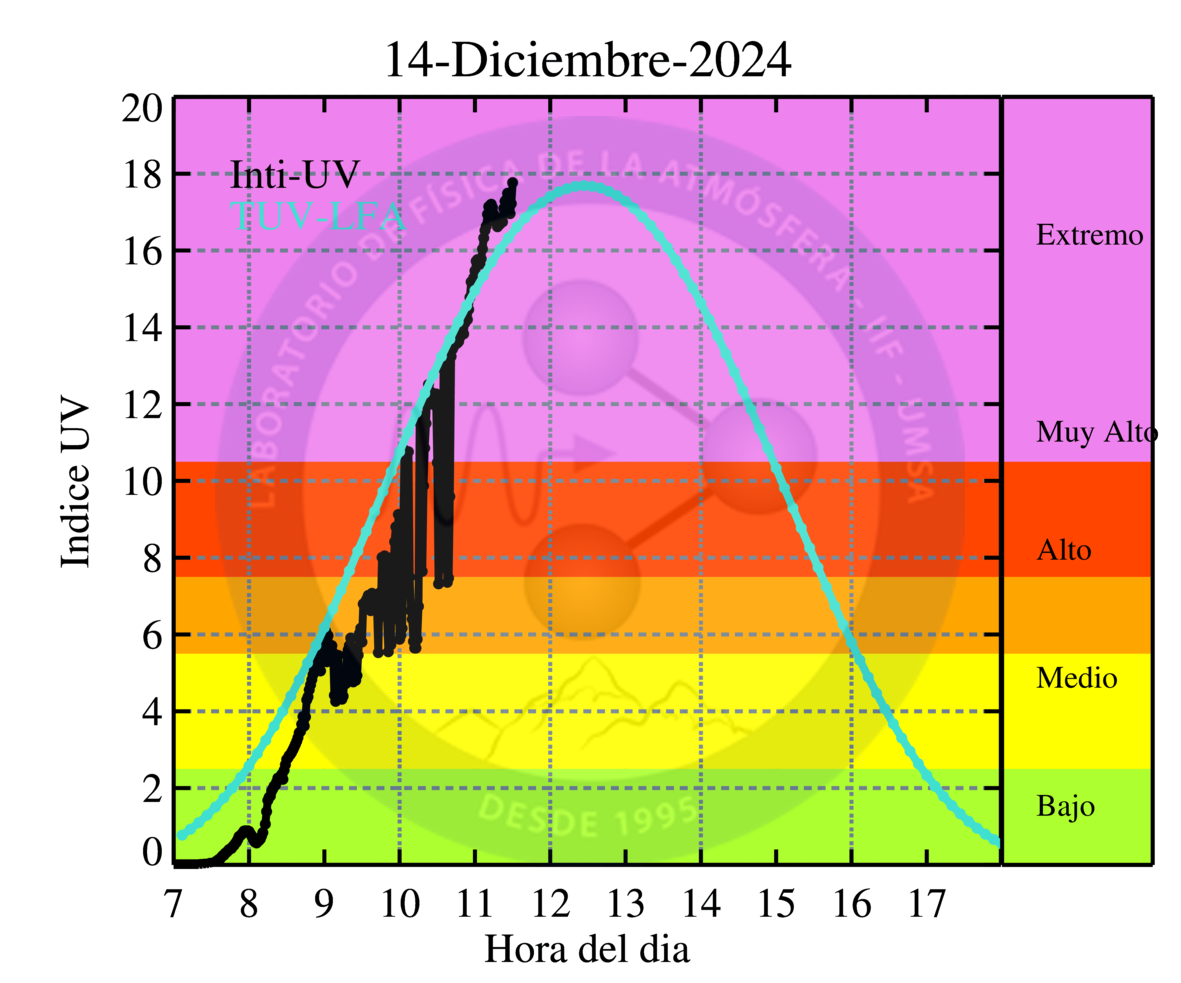 14-Diciembre-2024
20
18
16
14
12
10
8
6
4
2
0
Indice UV
Inti-UV
TUV-LFA
LABORATORIO DE FÍSICA DE LA ATMÓSFERA - IIF - UMSA
DESDE 1995
Extremo
Muy Alto
Alto
Medio
Bajo
7 8 9 10 11 12 13 14 15 16 17
Hora del dia